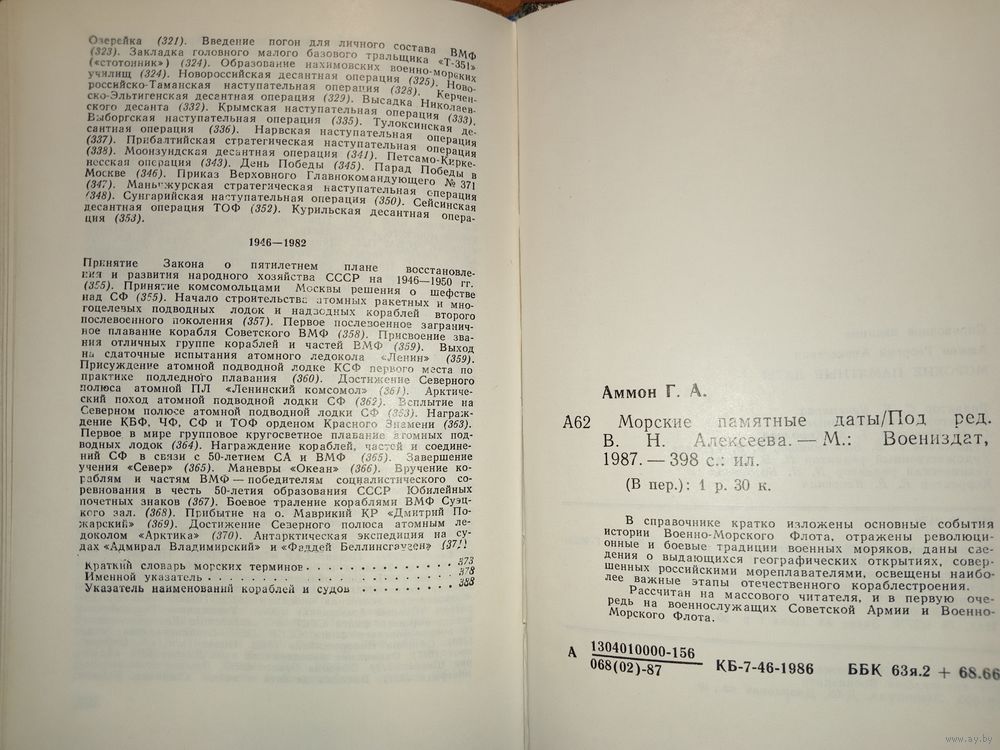 Озерейка (321). Введение погон для личного состава ВМФ
(323). Закладка головного малого базового тральщика «Т-351»
(«стотонник») (324). Образование нахимовских военно-морских
училищ (324). Новороссийская десантная операция (325). Ново-
российско-Таманская наступательная операция (328). Керчен-
ско-Эльтигенская десантная операция (329). Высадка Николаев-
ского десанта (332). Крымская наступательная операция (333).
Выборгская наступательная операция (335). Тулоксинская де-
сантная операция (336). Нарвская наступательная операция
(337). Прибалтийская стратегическая наступательная операция
(338). Моонзундская десантная операция (341). Петсамо-Кирке-
несская операция (343). День Победы (345). Парад Победы в
Москве (346). Приказ Верховного Главнокомандующего № 371
(347). Маньчжурская стратегическая наступательная операция
(348). Сунгарийская наступательная операция (350). Сейсинская
десантная операция ТОФ (352). Курильская десантная опера-
ция (353).
1946—1982
Принятие Закона о пятилетнем плане восстановле-
ния и развития народного хозяйства СССР на 1946—1950 гг.
(355). Принятие комсомольцами Москвы решения о шефстве
над СФ (355). Начало строительства атомных ракетных и мно-
гоцелевых подводных лодок и надводных кораблей второго
послевоенного поколения (357). Первое послевоенное загранич-
ное плавание корабля Советского ВМФ (358). Присвоение зва-
ния отличных группе кораблей и частей ВМФ (359). Выход
на сдаточные испытания атомного ледокола «Ленин» (359).
Присуждение атомной подводной лодке КСФ первого места по
практике подледного плавания (360). Достижение Северного
полюса атомной ПЛ «Ленинский комсомол» (361). Арктичес-
кий поход атомной подводной лодки СФ (362). Всплытие на
Северном полюсе атомной подводной лодки СФ (363). Награж-
дение КБФ, ЧФ, СФ и ТОФ орденом Красного Знамени (363).
Первое в мире групповое кругосветное плавание атомных под-
водных лодок (364). Награждение кораблей, частей и соедине-
ний СФ в связи с 50-летием СА и ВМФ (365). Завершение
учения «Север» (365). Маневры «Океан» (366). Вручение ко-
раблям и частям ВМФ — победителям социалистического со-
ревнования в честь 50-летия образования СССР Юбилейных
почетных знаков (367). Боевое траление кораблями ВМФ Суэц-
кого зал. (368). Прибытие на о. Маврикий КР «Дмитрий По-
жарский» (369). Достижение Северного полюса атомным ле-
доколом «Арктика» (370). Антарктическая экспедиция на су-
дах «Адмирал Владимирский» и «Фаддей Беллинсгаузен» (371)
Краткий словарь морских терминов . . . . . . . . . . . . . 373
Именной указатель . . . . . . . . . . . . . . . . . . . . 378
Указатель наименований кораблей и судов . . . . . . . . . 388
Аммон Г. А.
А62 Морские памятные даты/Под ред.
В. Н. Алексеева. — М.: Воениздат,
1987. — 398 с.: ил.
(В пер.): 1 р. 30 к.
В справочнике кратко изложены основные события
истории Военно-Морского Флота, отражены революци-
онные и боевые традиции военных моряков, даны све-
дения о выдающихся географических открытиях, совер-
шенных российскими мореплавателями, освещены наибо-
лее важные этапы отечественного кораблестроения.
Рассчитан на массового читателя, и в первую оче-
редь на военнослужащих Советской Армии и Военно-
Морского Флота.
А 1304010000-156
068(02)-87 КБ-7-46-1986 ББК 63я.2 + 68.66
www.ay.by